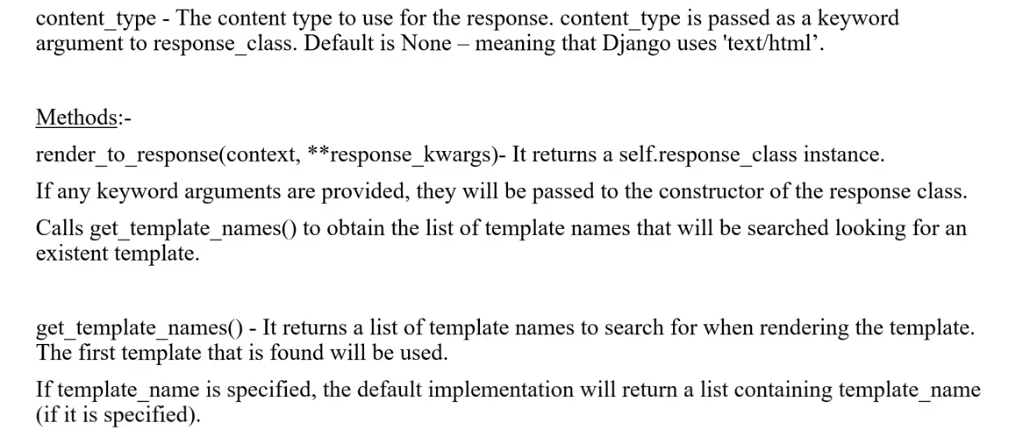 content_type - The content type to use for the response. content_type is passed as a keyword
argument to response_class. Default is None – meaning that Django uses 'text/html’.
Methods:-
render_to_response(context, **response_kwargs)- It returns a self.response_class instance.
If any keyword arguments are provided, they will be passed to the constructor of the response class.
Calls get_template_names() to obtain the list of template names that will be searched looking for an
existent template.
get_template_names() - It returns a list of template names to search for when rendering the template.
The first template that is found will be used.
If template_name is specified, the default implementation will return a list containing template_name
(if it is specified).